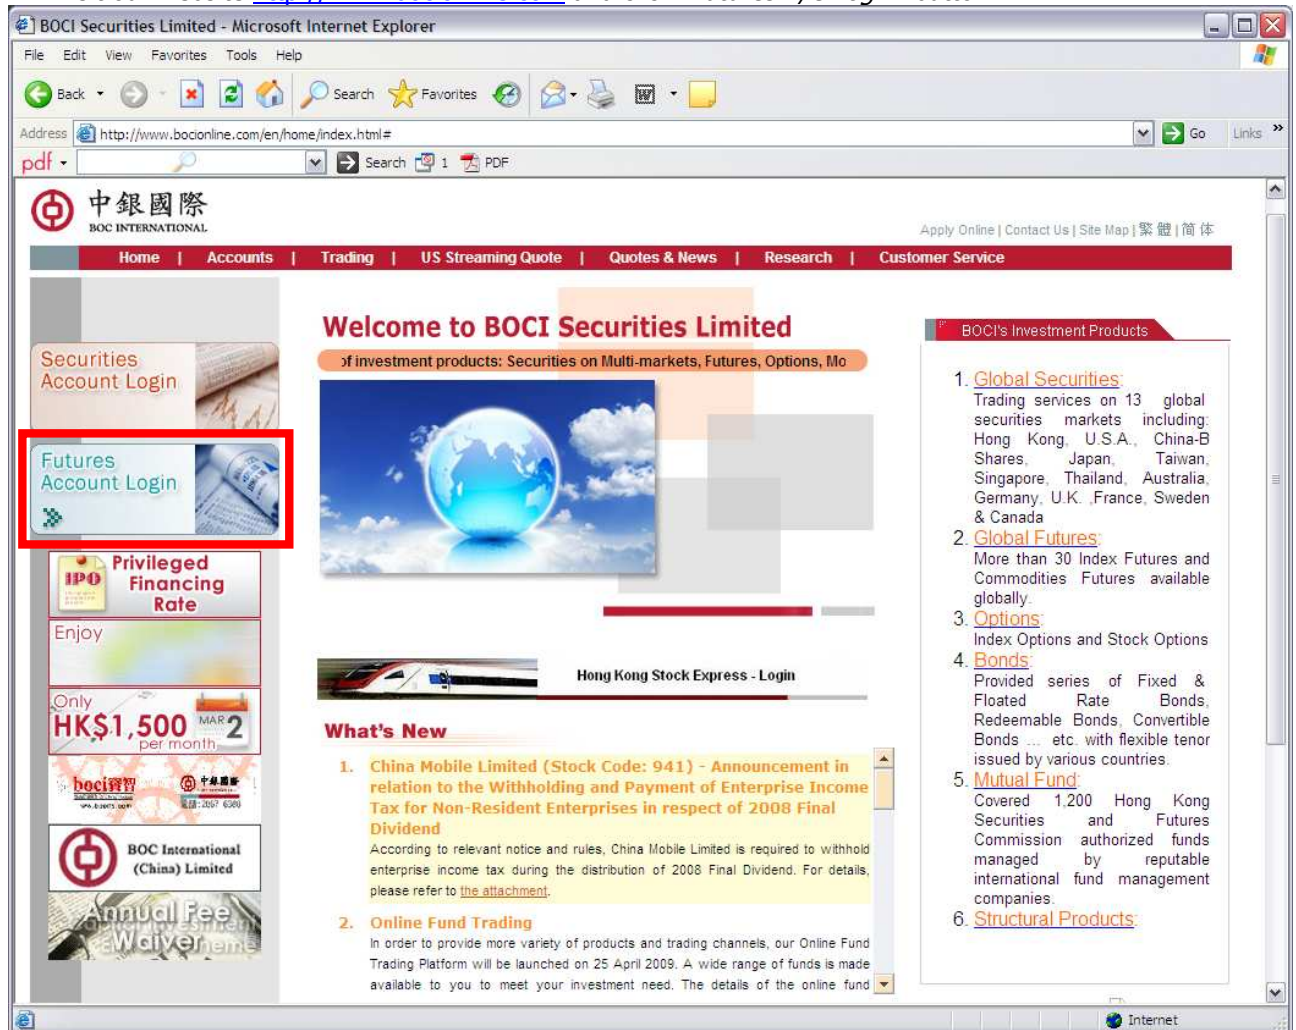 BOCI Securities Limited - Microsoft Internet Explorer
File Edit View Favorites Tools Help
Back Search Favorites
Address http://www.bocionline.com/en/home/index.html# Go Links »
pdf Search 1 PDF
中銀國際
BOC INTERNATIONAL
Apply Online | Contact Us | Site Map | 繁體 | 简体
Home | Accounts | Trading | US Streaming Quote | Quotes & News | Research | Customer Service
Securities
Account Login
Futures
Account Login
IPO
Privileged
Financing
Rate
Enjoy
Only
HK$1,500
per month
MAR
2
boci寶智
中銀國際
BOC International
(China) Limited
Annual Fee
Waiver
Welcome to BOCI Securities Limited
of investment products: Securities on Multi-markets, Futures, Options, Mo
Hong Kong Stock Express - Login
What's New
1. China Mobile Limited (Stock Code: 941) - Announcement in
relation to the Withholding and Payment of Enterprise Income
Tax for Non-Resident Enterprises in respect of 2008 Final
Dividend
According to relevant notice and rules, China Mobile Limited is required to withhold
enterprise income tax during the distribution of 2008 Final Dividend. For details,
please refer to the attachment.
2. Online Fund Trading
In order to provide more variety of products and trading channels, our Online Fund
Trading Platform will be launched on 25 April 2009. A wide range of funds is made
available to you to meet your investment need. The details of the online fund
BOCI's Investment Products
1. Global Securities:
Trading services on 13 global
securities markets including:
Hong Kong, U.S.A., China-B
Shares, Japan, Taiwan,
Singapore, Thailand, Australia,
Germany, U.K. ,France, Sweden
& Canada
2. Global Futures:
More than 30 Index Futures and
Commodities Futures available
globally.
3. Options:
Index Options and Stock Options
4. Bonds:
Provided series of Fixed &
Floated Rate Bonds,
Redeemable Bonds, Convertible
Bonds ... etc. with flexible tenor
issued by various countries.
5. Mutual Fund:
Covered 1,200 Hong Kong
Securities and Futures
Commission authorized funds
managed by reputable
international fund management
companies.
6. Structural Products:
Internet